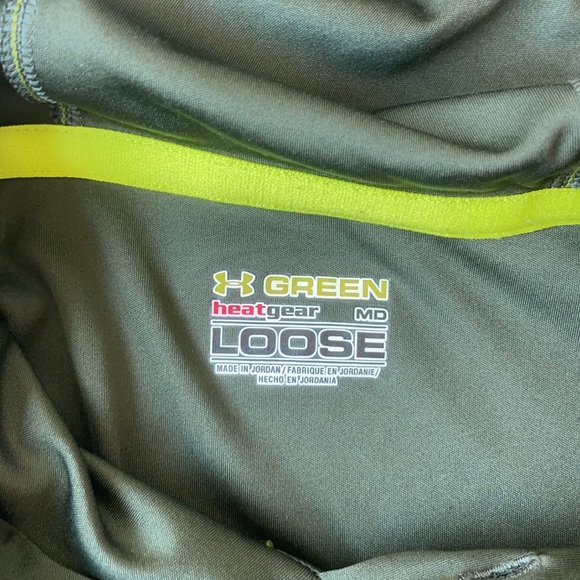 GREEN
heatgear MD
LOOSE
MADE IN JORDAN / FABRIQUE EN JORDANIE/
HECHO EN JORDANIA